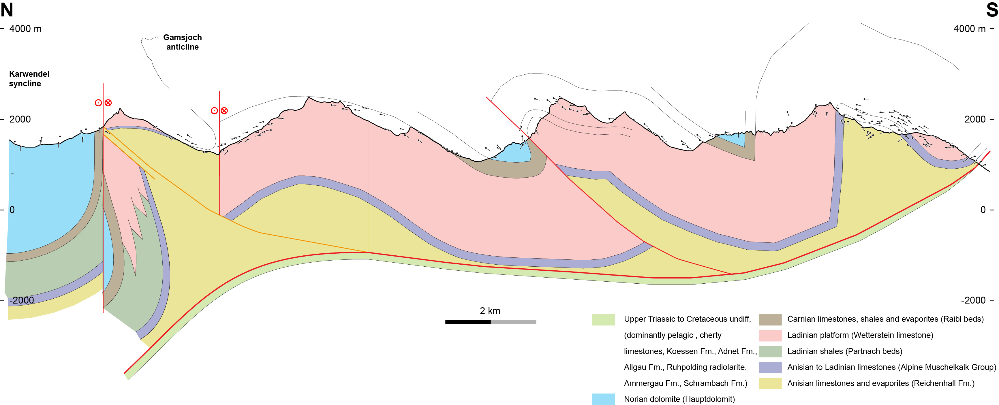 N
S
4000 m
4000 m
Gamsjoch
anticline
Karwendel
syncline
2000
2000
0
0
-2000
-2000
2 km
Upper Triassic to Cretaceous undiff.
(dominantly pelagic , cherty
limestones; Koessen Fm., Adnet Fm.,
Allgäu Fm., Ruhpolding radiolarite,
Ammergau Fm., Schrambach Fm.)
Norian dolomite (Hauptdolomit)
Carnian limestones, shales and evaporites (Raibl beds)
Ladinian platform (Wetterstein limestone)
Ladinian shales (Partnach beds)
Anisian to Ladinian limestones (Alpine Muschelkalk Group)
Anisian limestones and evaporites (Reichenhall Fm.)